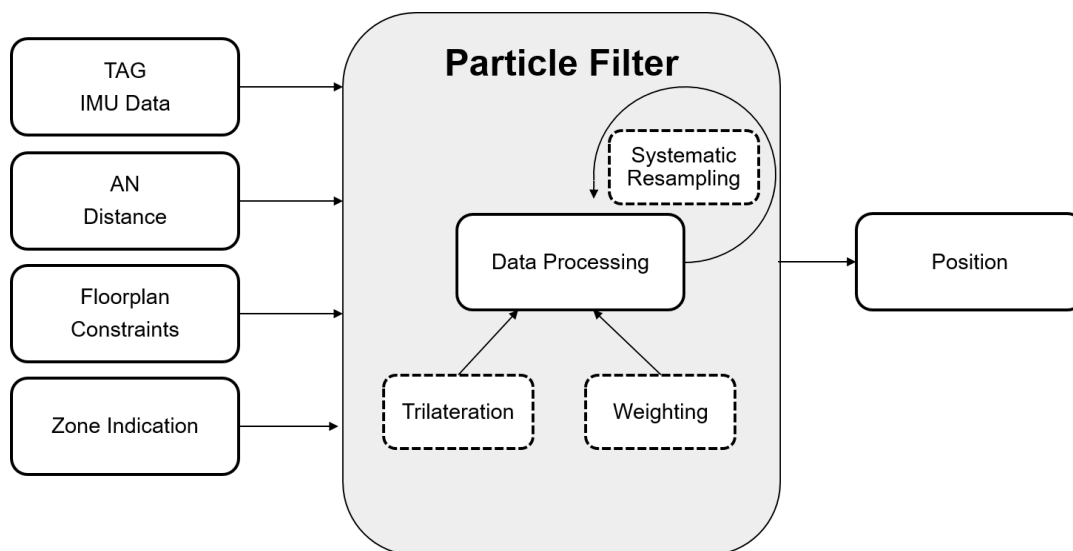 TAG
IMU Data
AN
Distance
Floorplan
Constraints
Zone Indication
Particle Filter
Systematic
Resampling
Data Processing
Trilateration
Weighting
Position